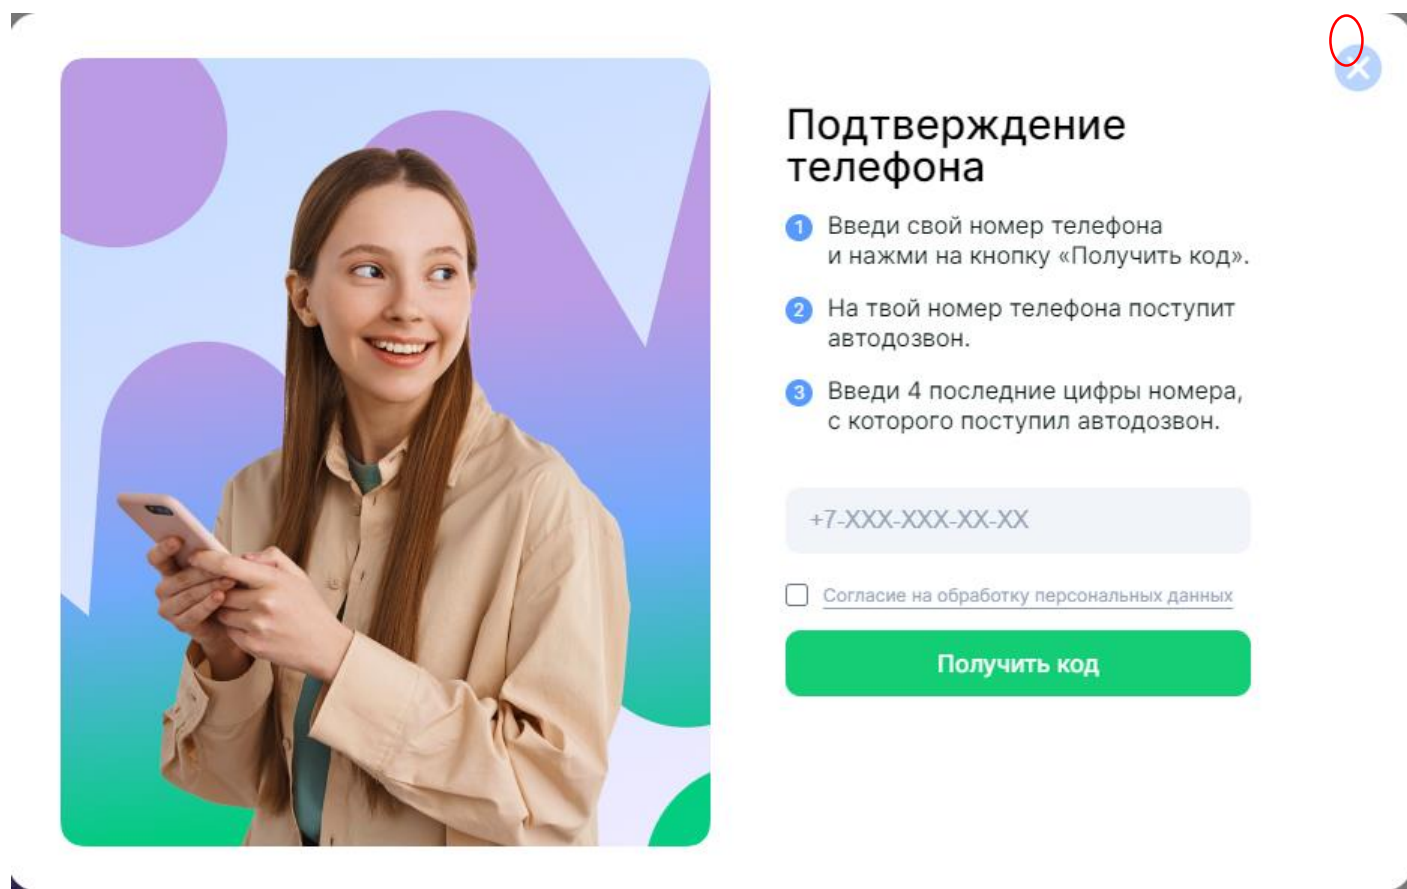 Подтверждение
телефона
1 Введи свой номер телефона
и нажми на кнопку «Получить код».
2 На твой номер телефона поступит
автодозвон.
3 Введи 4 последние цифры номера,
с которого поступил автодозвон.
+7-XXX-XXX-XX-XX
Согласие на обработку персональных данных
Получить код